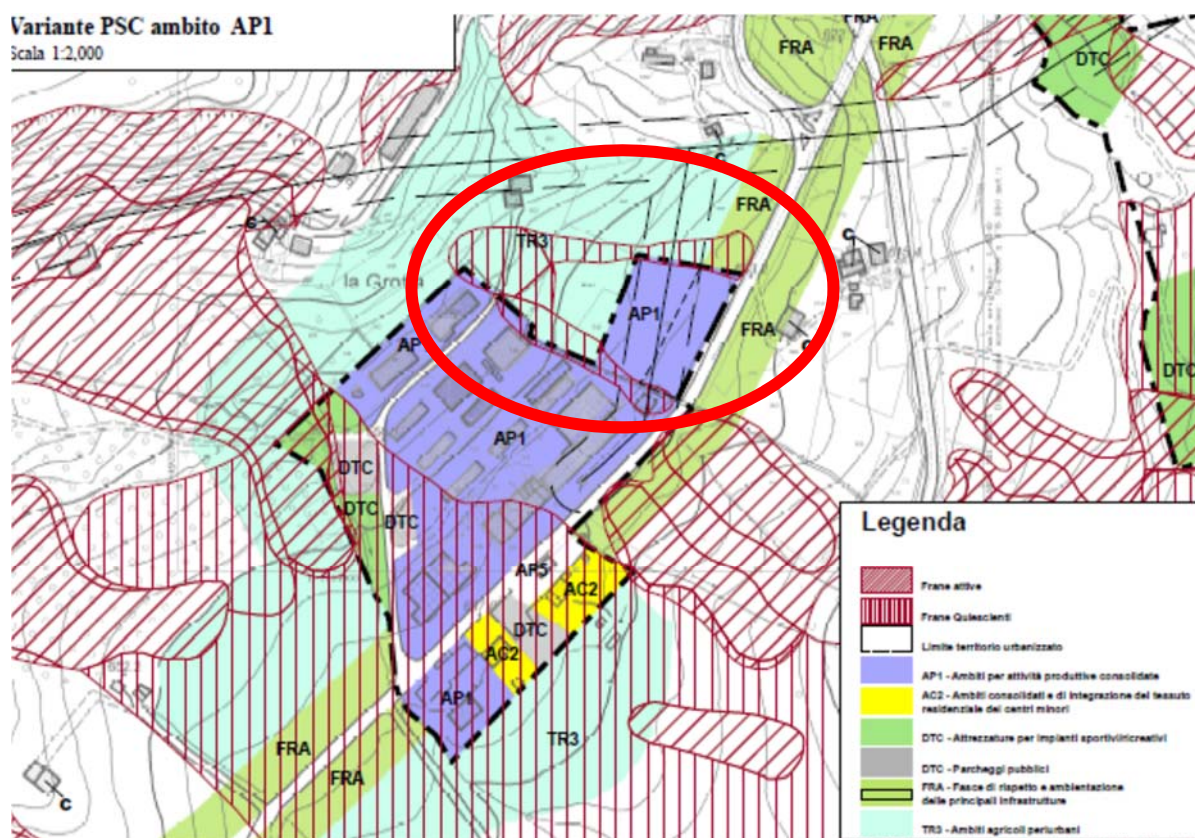 Variante PSC ambito AP1
Scala 1:2,000
FRA
FRA
FRA
DTC
C
FRA
TR3
C
la Grotta
C
AP1
FRA
C
AP
DTC
AP1
DTC
DTC
DTC
AP5
AC2
DTC
AC2
AP1
TR3
FRA
FRA
C
Legenda
Frane attive
Frane Quiescienti
Limite territorio urbanizzato
AP1 - Ambiti per attività produttive consolidate
AC2 - Ambiti consolidati e di integrazione del tessuto
residenziale dei centri minori
DTC - Attrezzature per impianti sportivi/ricreativi
DTC - Parcheggi pubblici
FRA - Fasce di rispetto e ambientazione
delle principali infrastrutture
TR3 - Ambiti agricoli periurbani